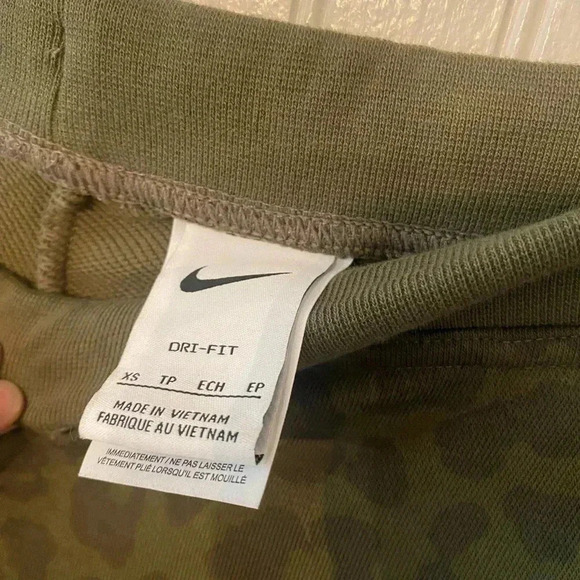 DRI-FIT
XS TP ECH EP
MADE IN VIETNAM
FABRIQUE AU VIETNAM
IMMEDIATEMENT / NE PAS LAISSER LE
VÊTEMENT PLIÉ LORSQU'IL EST MOUILLÉ